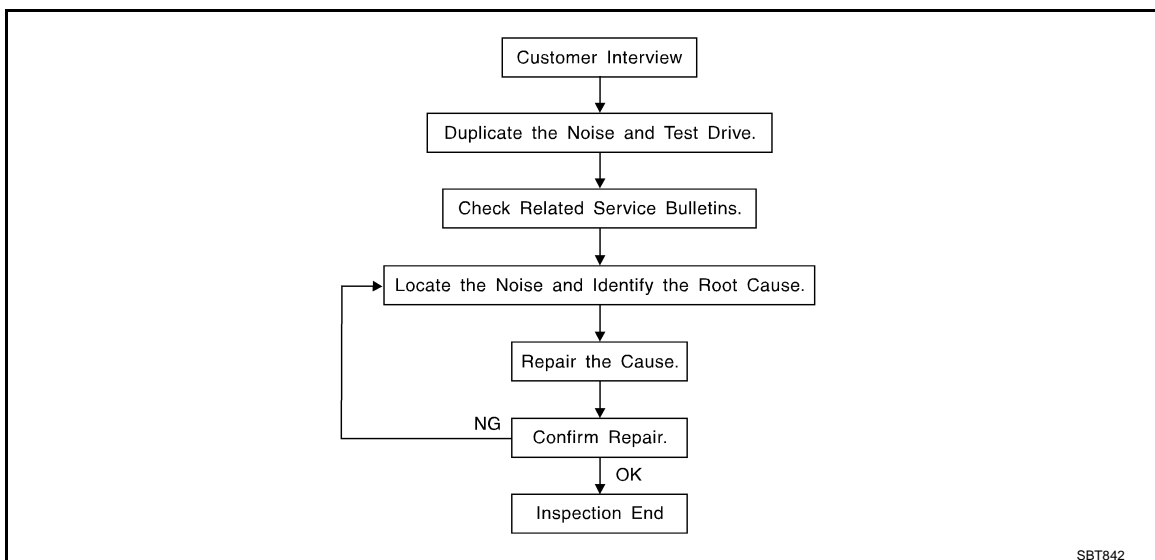 Customer Interview
Duplicate the Noise and Test Drive.
Check Related Service Bulletins.
Locate the Noise and Identify the Root Cause.
Repair the Cause.
NG
Confirm Repair.
OK
Inspection End
SBT842